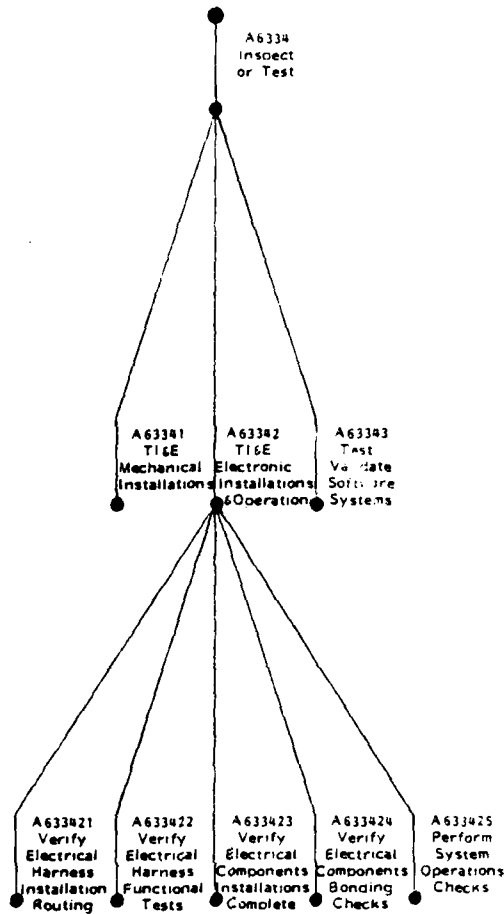 A6334
Inspect
or Test
A63341
TI&E
Mechanical
Installations
A63342
TI&E
Electronic
Installations
&Operation
A63343
Test
Validate
Software
Systems
A633421
Verify
Electrical
Harness
Installation
Routing
A633422
Verify
Electrical
Harness
Functional
Tests
A633423
Verify
Electrical
Components
Installations
Complete
A633424
Verify
Electrical
Components
Bonding
Checks
A633425
Perform
System
Operations
Checks